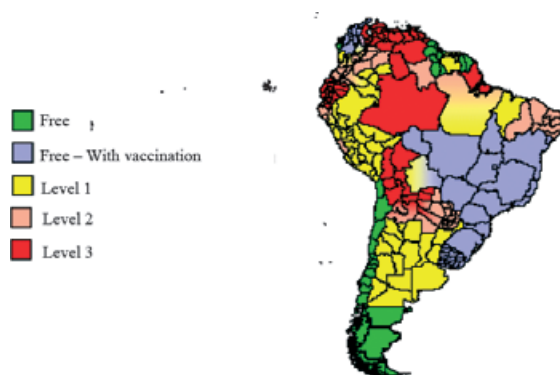 Free
Free – With vaccination
Level 1
Level 2
Level 3